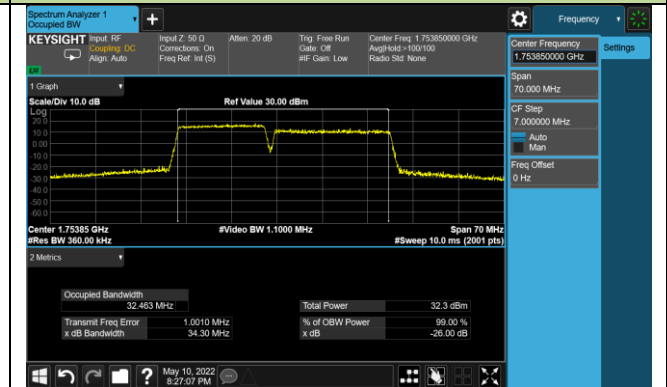 Spectrum Analyzer 1
Occupied BW
+
Frequency
KEYSIGHT
Input: RF
Coupling: DC
Align: Auto
Input Z: 50 Ω
Corrections: On
Freq Ref: Int (S)
Atten: 20 dB
Trig: Free Run
Gate: Off
#IF Gain: Low
Center Freq: 1.753850000 GHz
Avg|Hold:>100/100
Radio Std: None
Center Frequency
1.753850000 GHz
Settings
Span
70.000 MHz
CF Step
7.000000 MHz
Auto
Man
Freq Offset
0 Hz
1 Graph
Scale/Div 10.0 dB
Ref Value 30.00 dBm
Log
20.0
10.0
0.00
-10.0
-20.0
-30.0
-40.0
-50.0
-60.0
Center 1.75385 GHz
#Video BW 1.1000 MHz
Span 70 MHz
#Res BW 360.00 kHz
#Sweep 10.0 ms (2001 pts)
2 Metrics
Occupied Bandwidth
32.463 MHz
Total Power
32.3 dBm
Transmit Freq Error
1.0010 MHz
% of OBW Power
99.00 %
x dB Bandwidth
34.30 MHz
x dB
-26.00 dB
?
May 10, 2022
8:27:07 PM